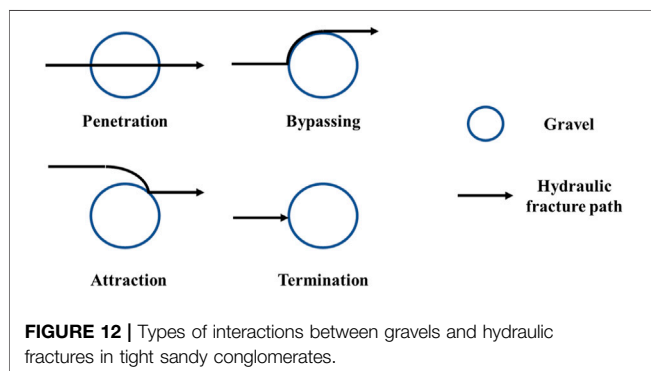 Penetration
Bypassing
Gravel
Attraction
Termination
Hydraulic
fracture path
FIGURE 12 | Types of interactions between gravels and hydraulic
fractures in tight sandy conglomerates.